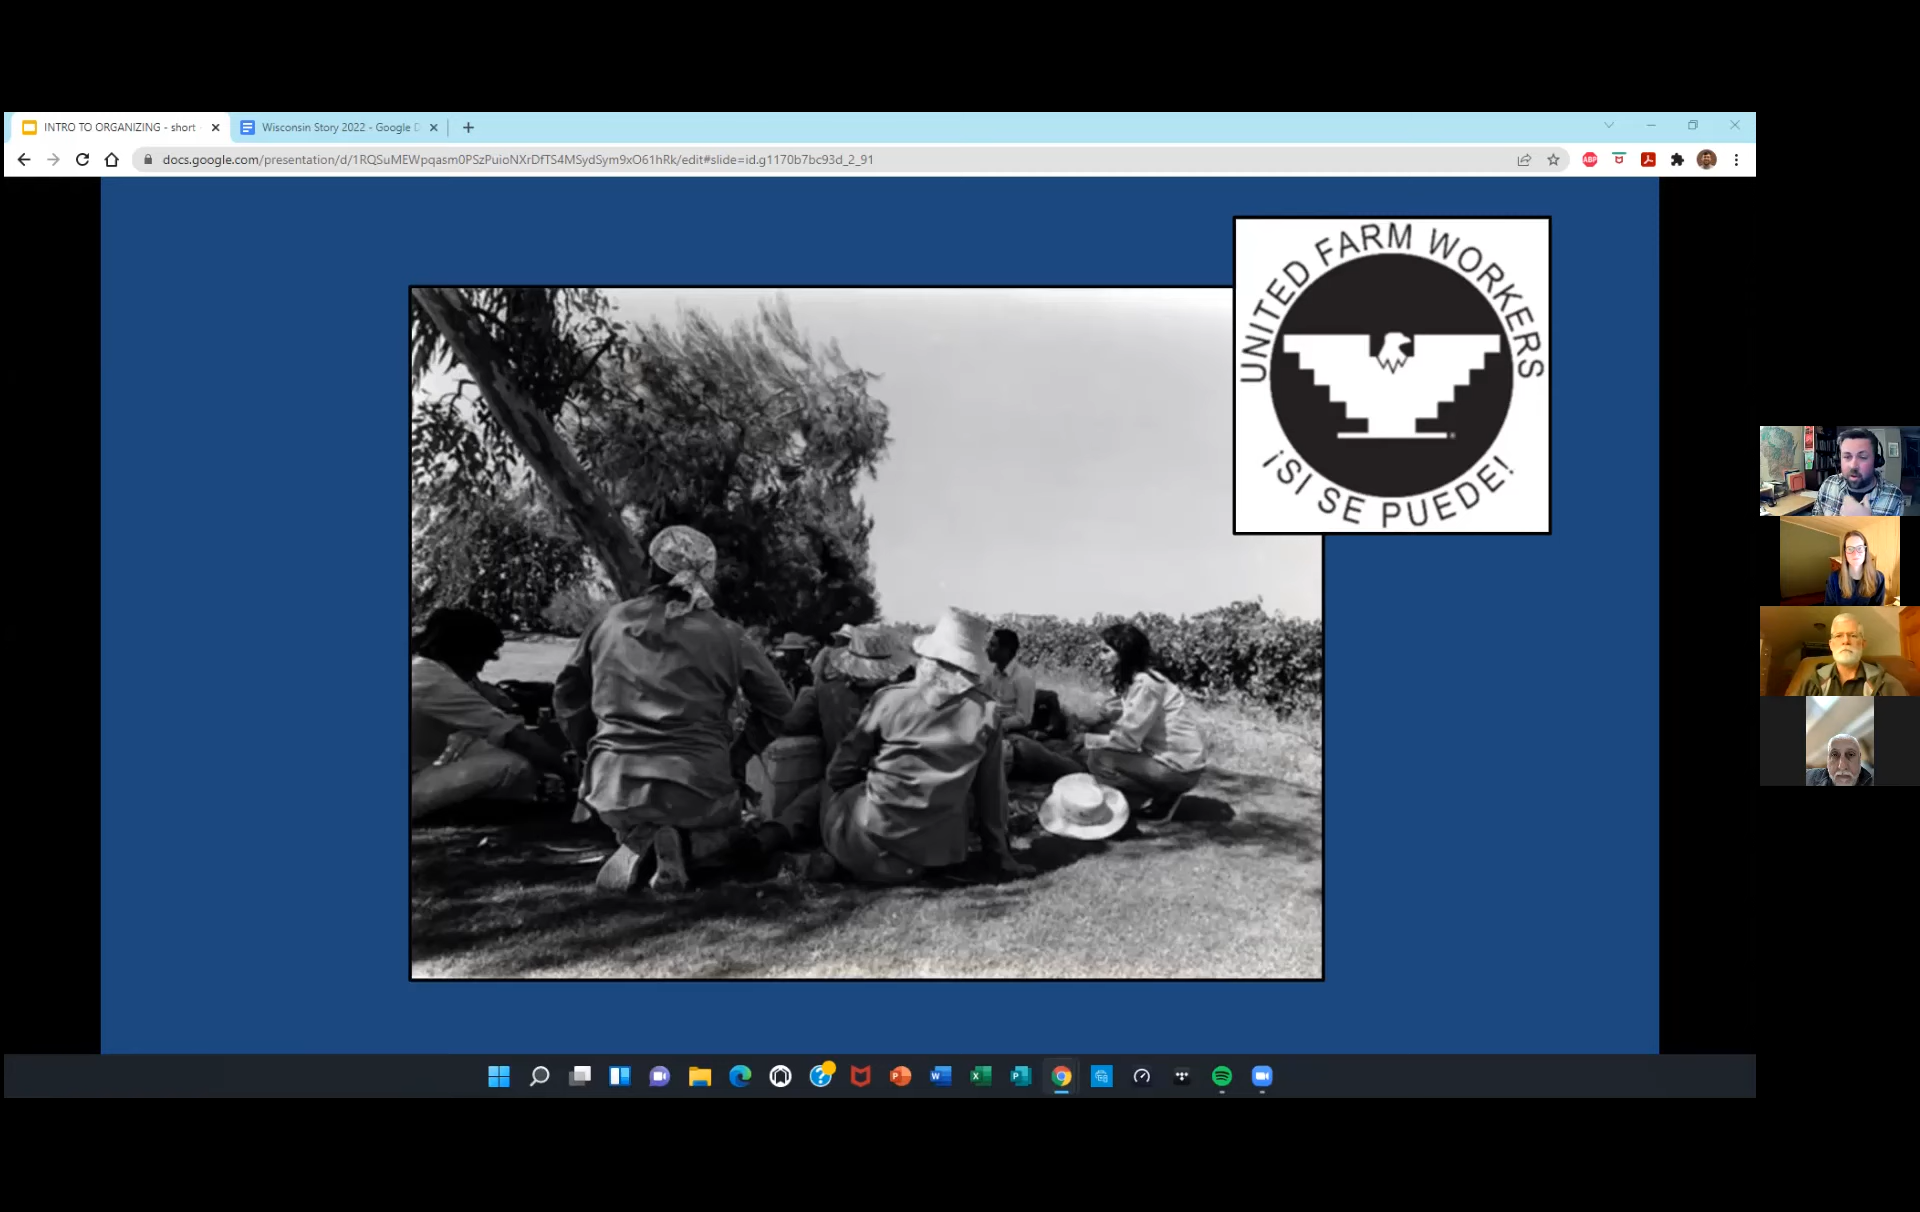 INTRO TO ORGANIZING - short
Wisconsin Story 2022 - Google D
docs.google.com/presentation/d/1RQSuMEWpqasm0PSzPuioNXrDfTS4MSydSym9xO61hRk/edit#slide=id.g1170b7bc93d_2_91
ABP
UNITED FARM WORKERS
¡SI SE PUEDE!